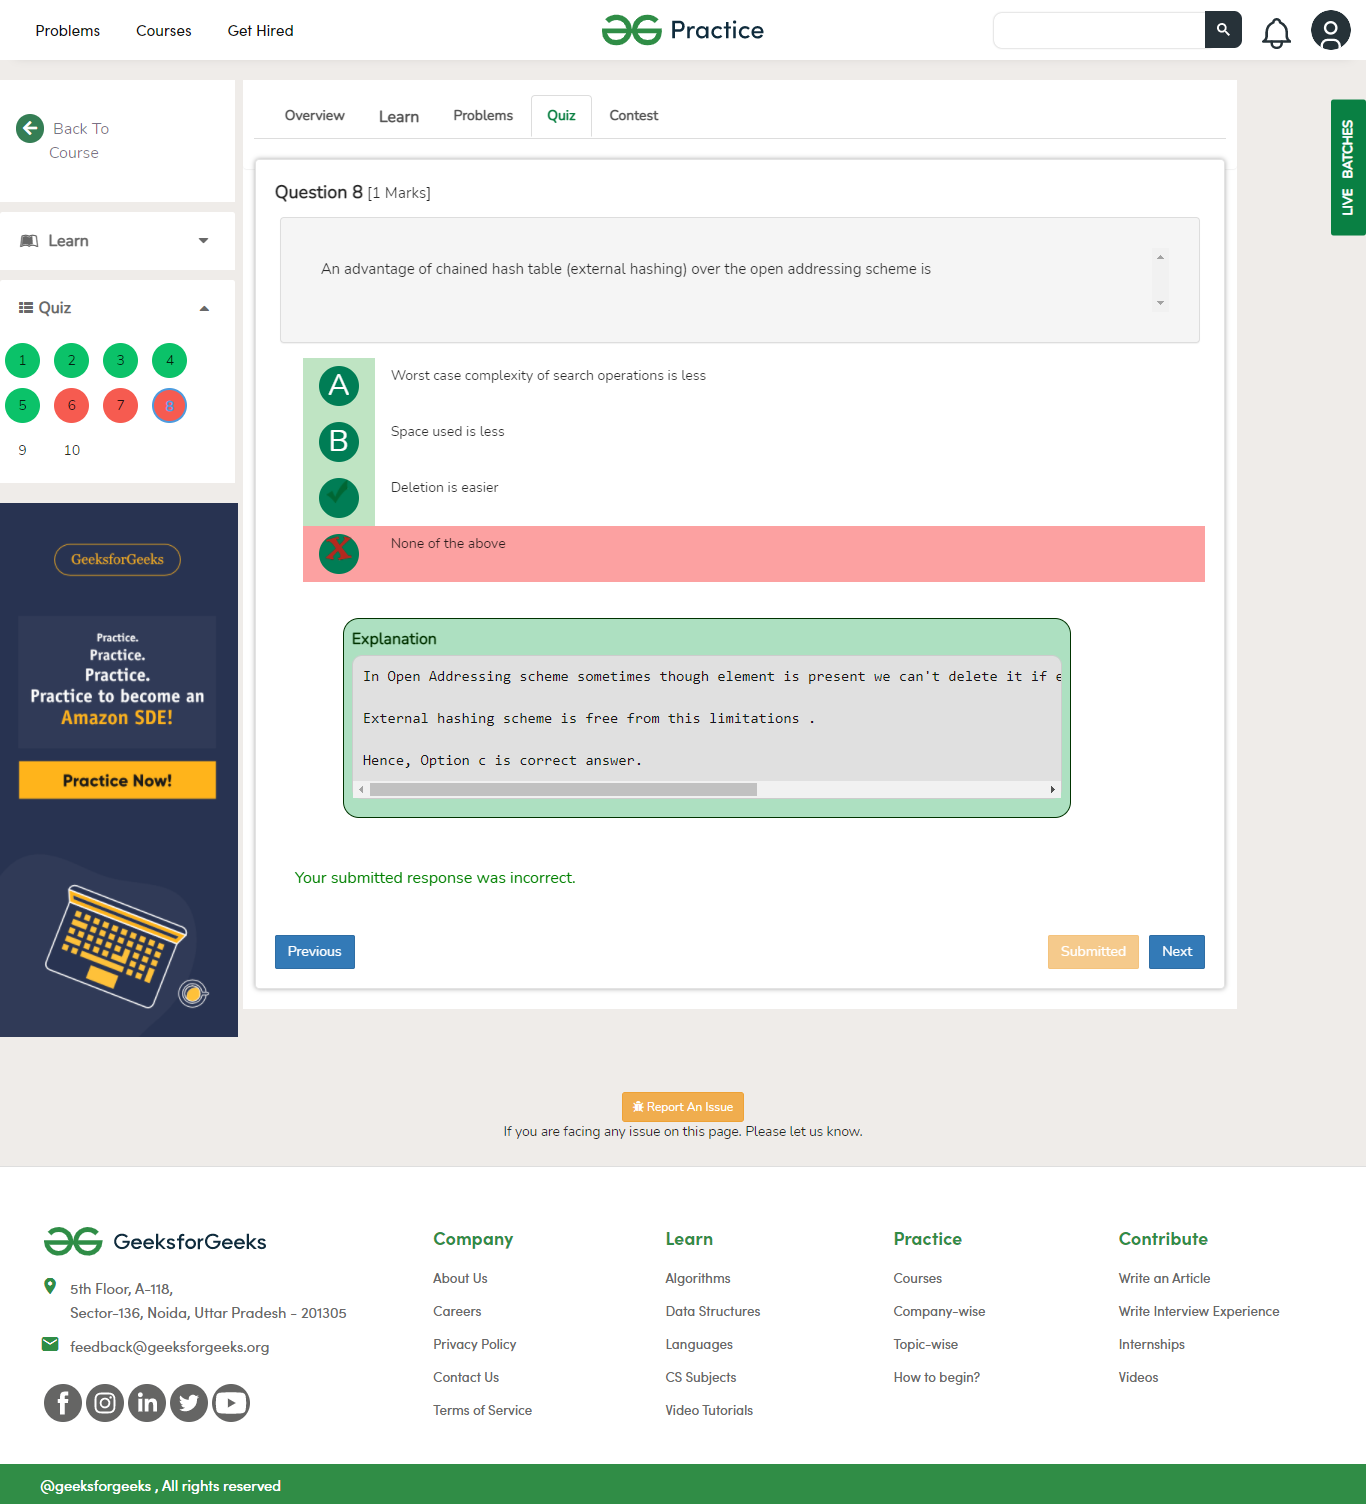 Problems
Courses
Get Hired
Practice
LIVE BATCHES
Back To
Course
Learn
Quiz
1
2
3
4
5
6
7
8
9
10
GeeksforGeeks
Practice.
Practice.
Practice.
Practice to become an
Amazon SDE!
Practice Now!
Overview
Learn
Problems
Quiz
Contest
Question 8 [1 Marks]
An advantage of chained hash table (external hashing) over the open addressing scheme is
A
Worst case complexity of search operations is less
B
Space used is less
Deletion is easier
X
None of the above
Explanation
In Open Addressing scheme sometimes though element is present we can't delete it if e
External hashing scheme is free from this limitations .
Hence, Option c is correct answer.
Your submitted response was incorrect.
Previous
Submitted
Next
Report An Issue
If you are facing any issue on this page. Please let us know.
GeeksforGeeks
5th Floor, A-118,
Sector-136, Noida, Uttar Pradesh - 201305
feedback@geeksforgeeks.org
Company
About Us
Careers
Privacy Policy
Contact Us
Terms of Service
Learn
Algorithms
Data Structures
Languages
CS Subjects
Video Tutorials
Practice
Courses
Company-wise
Topic-wise
How to begin?
Contribute
Write an Article
Write Interview Experience
Internships
Videos
@geeksforgeeks , All rights reserved